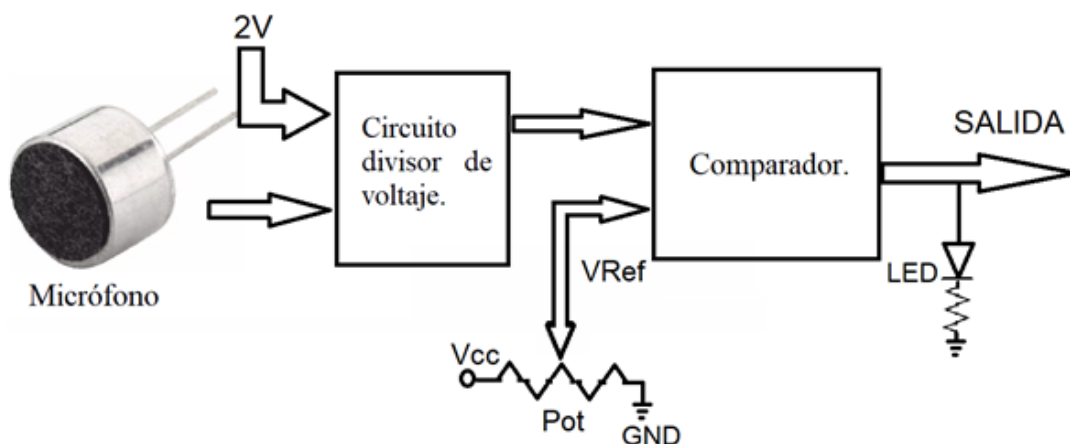 2V
Circuito
divisor de
voltaje.
Comparador.
SALIDA
Micrófono
VRef
LED
Vcc
Pot
GND